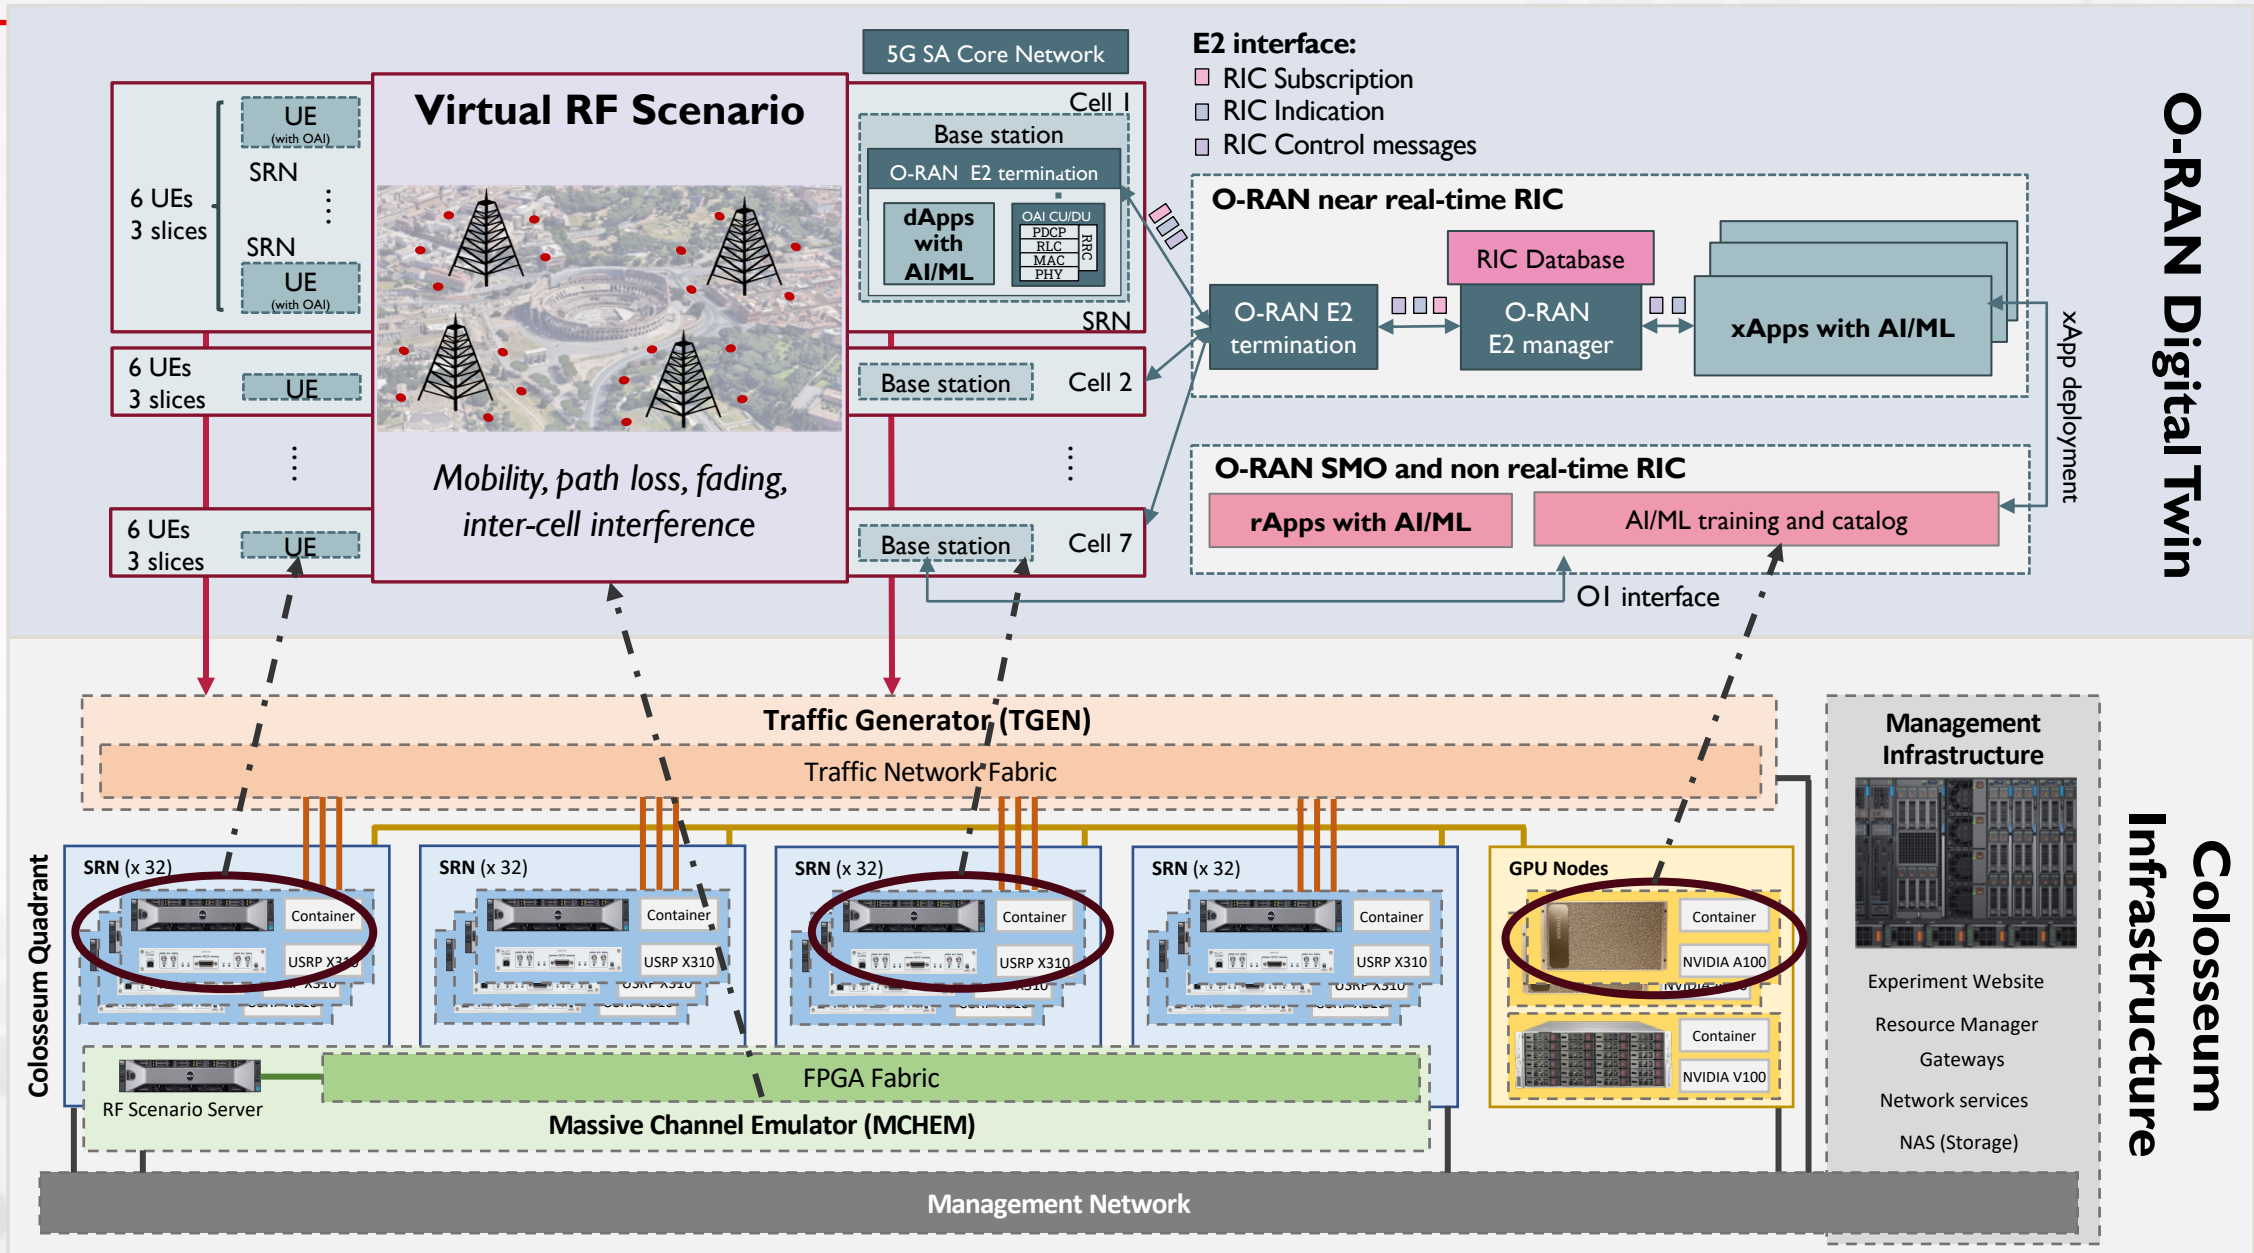 5G SA Core Network
E2 interface:
RIC Subscription
RIC Indication
RIC Control messages
6 UEs
3 slices
UE
(with OAI)
SRN
SRN
UE
(with OAI)
Virtual RF Scenario
Mobility, path loss, fading,
inter-cell interference
Cell 1
Base station
O-RAN E2 termination
dApps
with
AI/ML
OAI CU/DU
PDCP
RLC
MAC
PHY
RRC
SRN
6 UEs
3 slices
UE
Base station
Cell 2
6 UEs
3 slices
UE
Base station
Cell 7
O-RAN near real-time RIC
RIC Database
O-RAN E2
termination
O-RAN
E2 manager
xApps with AI/ML
xApp deployment
O-RAN SMO and non real-time RIC
rApps with AI/ML
AI/ML training and catalog
O1 interface
O-RAN Digital Twin
Traffic Generator (TGEN)
Traffic Network Fabric
Colosseum Quadrant
SRN (x 32)
Container
USRP X310
USRP X310
SRN (x 32)
Container
USRP X310
USRP X310
SRN (x 32)
Container
USRP X310
X310
SRN (x 32)
Container
USRP X310
USRP X310
GPU Nodes
Container
NVIDIA A100
Container
NVIDIA V100
RF Scenario Server
FPGA Fabric
Massive Channel Emulator (MCHEM)
Management
Infrastructure
Experiment Website
Resource Manager
Gateways
Network services
NAS (Storage)
Colosseum
Infrastructure
Management Network